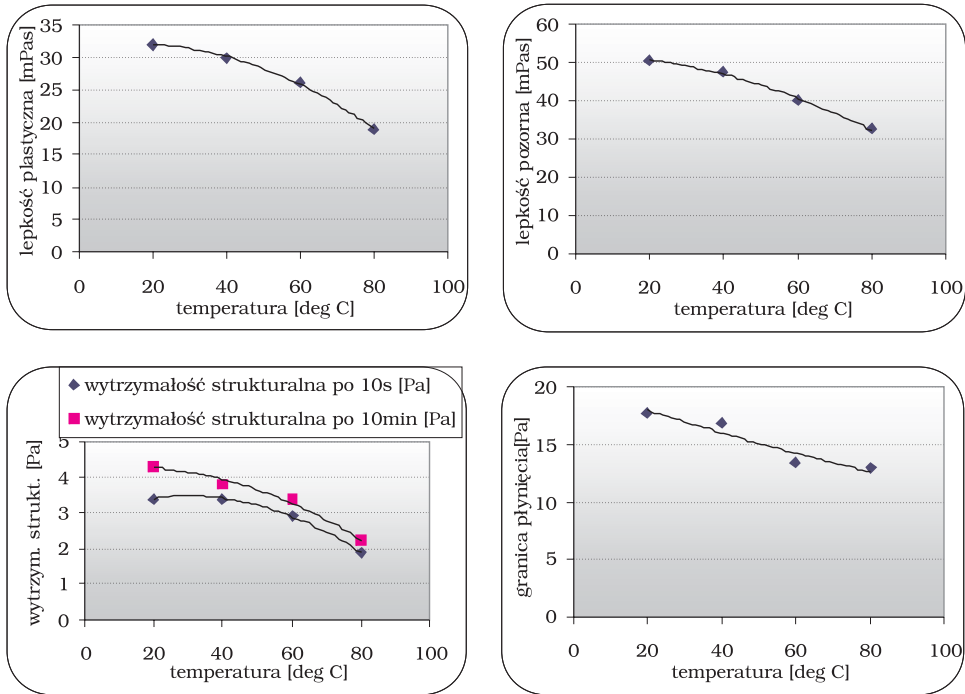 lepkość plastyczna [mPas]
35
30
25
20
15
10
5
0
0 20 40 60 80 100
temperatura [deg C]
lepkość pozorna [mPas]
60
50
40
30
20
10
0
0 20 40 60 80 100
temperatura [deg C]
wytrzymałość strukturalna po 10s [Pa]
wytrzymałość strukturalna po 10min [Pa]
wytrzym. strukt. [Pa]
5
4
3
2
1
0
0 20 40 60 80 100
temperatura [deg C]
granica płynięcia[Pa]
20
15
10
5
0
0 20 40 60 80 100
temperatura [deg C]